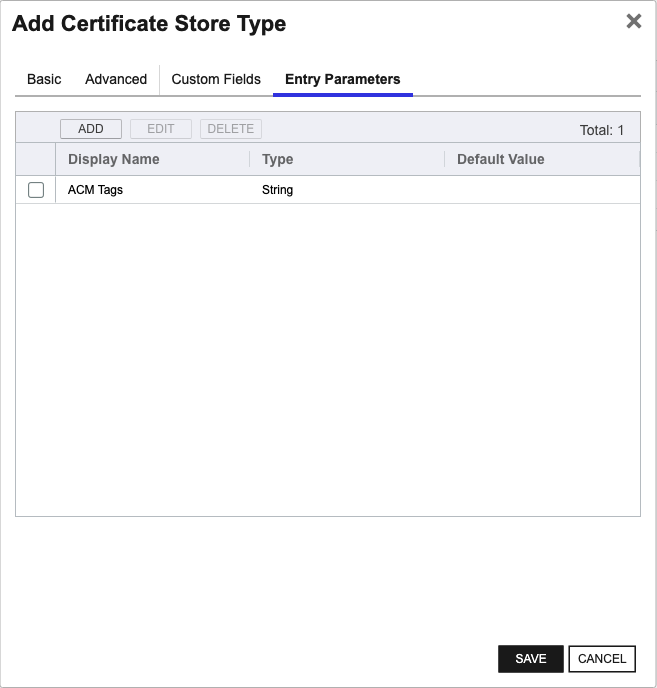 Add Certificate Store Type
Basic Advanced Custom Fields Entry Parameters
ADD EDIT DELETE Total: 1
Display Name Type Default Value
ACM Tags String
SAVE CANCEL